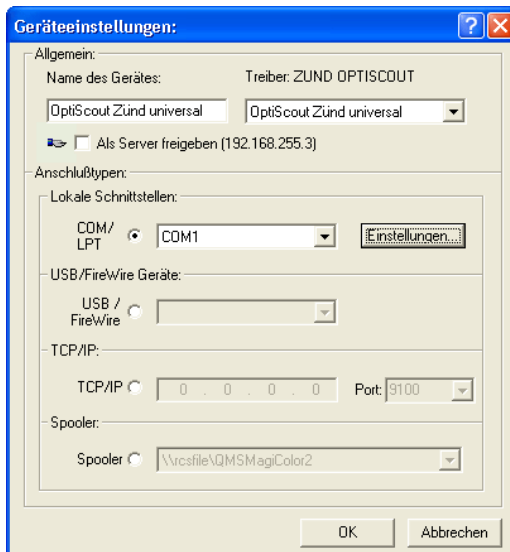 Geräteeinstellungen:
Allgemein:
Name des Gerätes: Treiber: ZUND OPTISCOUT
OptiScout Zünd universal OptiScout Zünd universal
Als Server freigeben (192.168.255.3)
Anschlußtypen:
Lokale Schnittstellen:
COM/
LPT COM1 Einstellungen...
USB/FireWire Geräte:
USB /
FireWire
TCP/IP:
TCP/IP 0 . 0 . 0 . 0 Port: 9100
Spooler:
Spooler \\rcsfile\QMSMagiColor2
OK Abbrechen